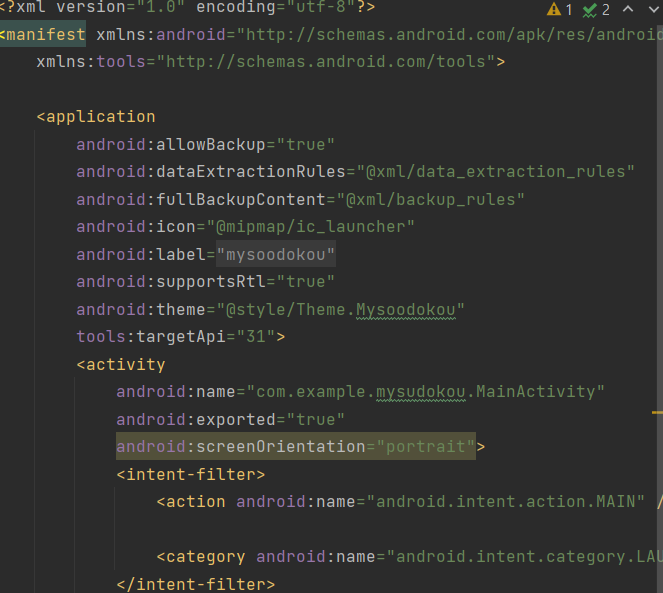 <?xml version="1.0" encoding="utf-8"?> 1 2
<manifest xmlns:android="http://schemas.android.com/apk/res/android
xmlns:tools="http://schemas.android.com/tools">
<application
android:allowBackup="true"
android:dataExtractionRules="@xml/data_extraction_rules"
android:fullBackupContent="@xml/backup_rules"
android:icon="@mipmap/ic_launcher"
android:label="mysoodokou"
android:supportsRtl="true"
android:theme="@style/Theme.Mysoodokou"
tools:targetApi="31">
<activity
android:name="com.example.mysudokou.MainActivity"
android:exported="true"
android:screenOrientation="portrait">
<intent-filter>
<action android:name="android.intent.action.MAIN" /
<category android:name="android.intent.category.LAU
</intent-filter>